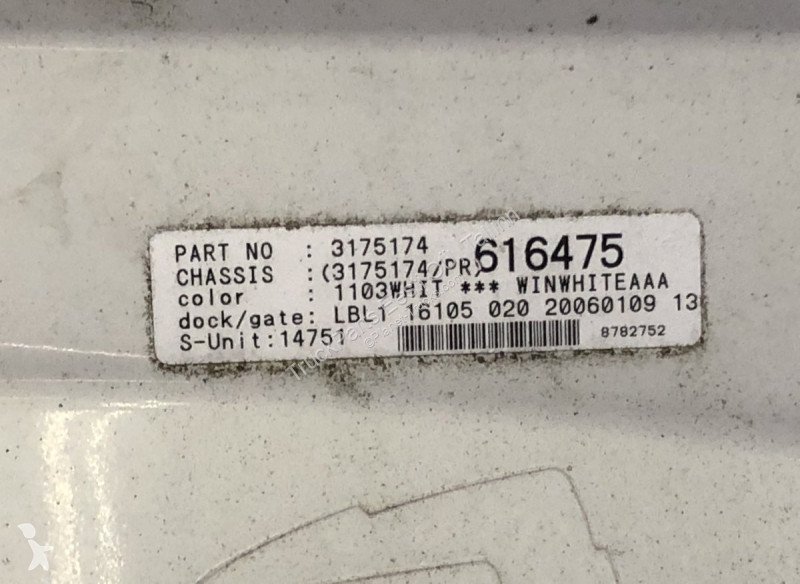 PART NO : 3175174
CHASSIS :(3175174/PR) 616475
color : 1103WHIT *** WINWHITEAAA
dock/gate: LBL1 16105 020 20060109 13
S-Unit:14751 8782752